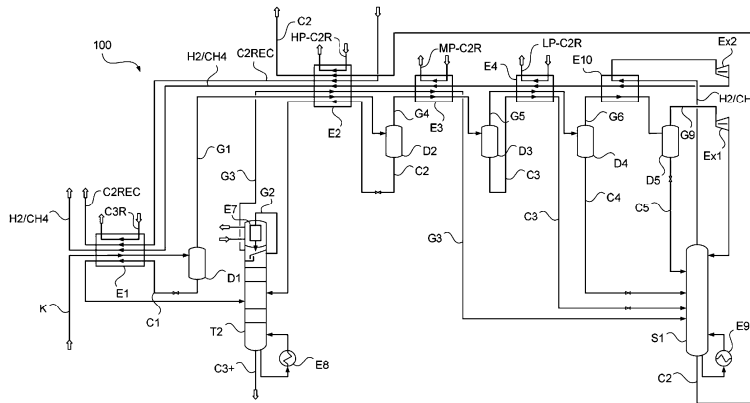 C2
HP-C2R
100
H2/CH4
C2REC
MP-C2R
LP-C2R
E4
E10
Ex2
H2/CH
G4
G5
G6
G9
Ex1
E2
E3
D2
D3
D4
D5
G1
G3
C2
C3
C4
C5
H2/CH4
C2REC
C3R
E7
G2
G3
C3
D1
E1
K
C1
T2
E8
C3+
S1
E9
C2